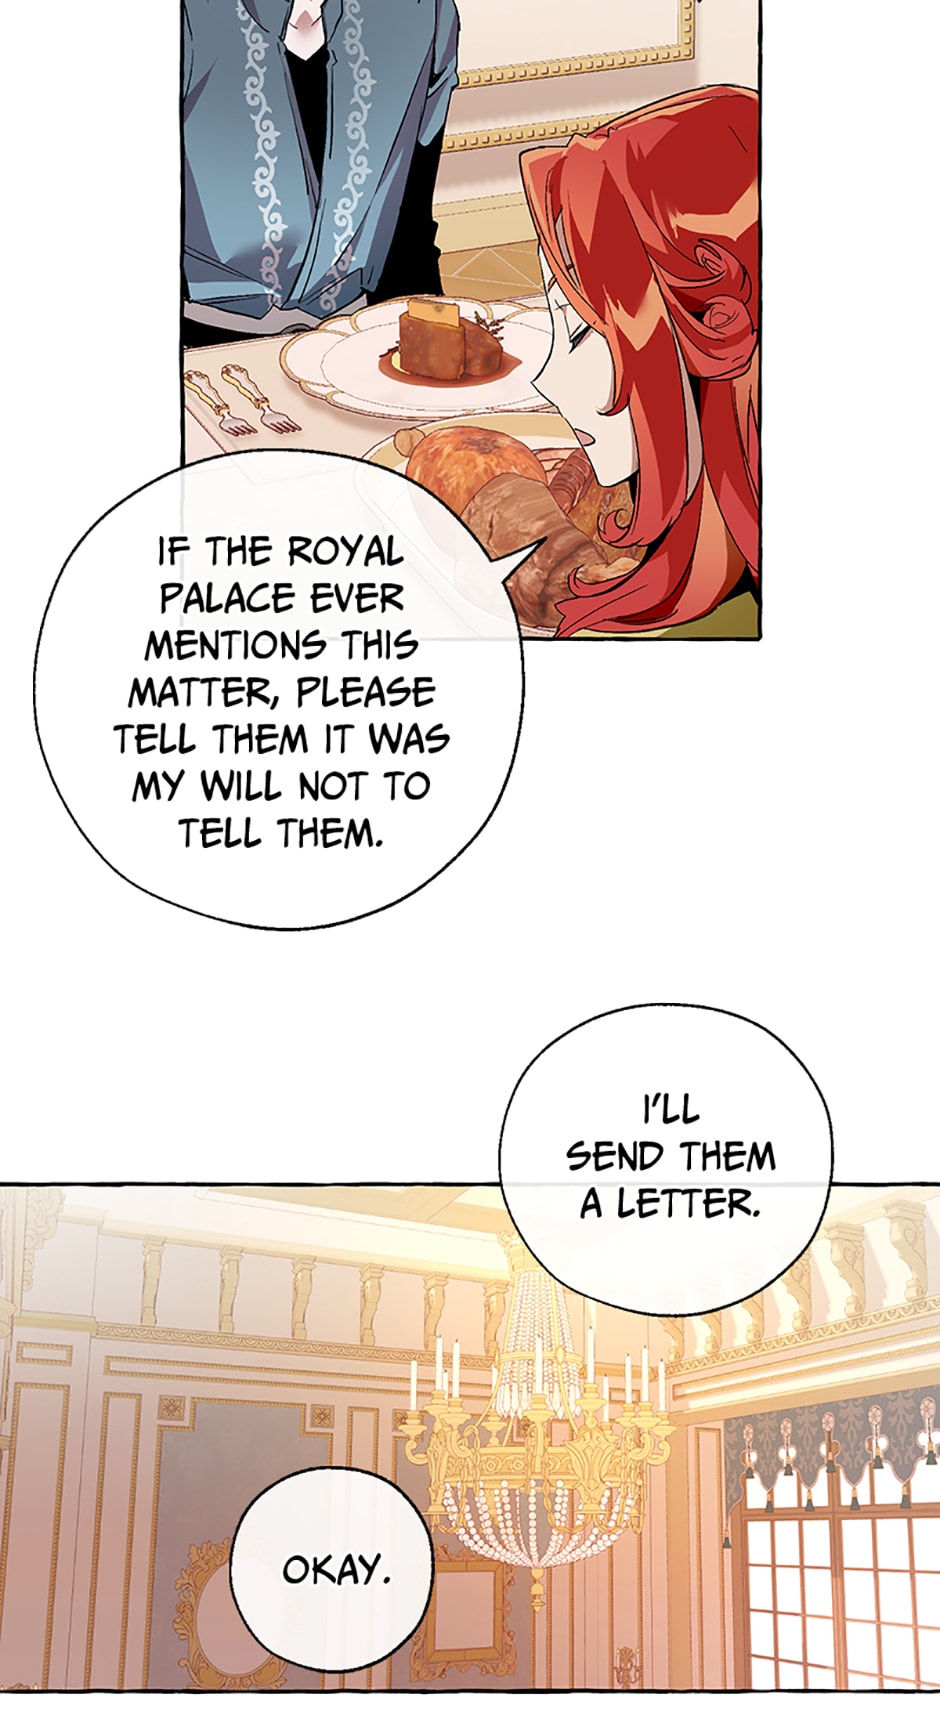 IF THE ROYAL
PALACE EVER
MENTIONS THIS
MATTER, PLEASE
TELL THEM IT WAS
MY WILL NOT TO
TELL THEM.
I'LL
SEND THEM
A LETTER.
OKAY.